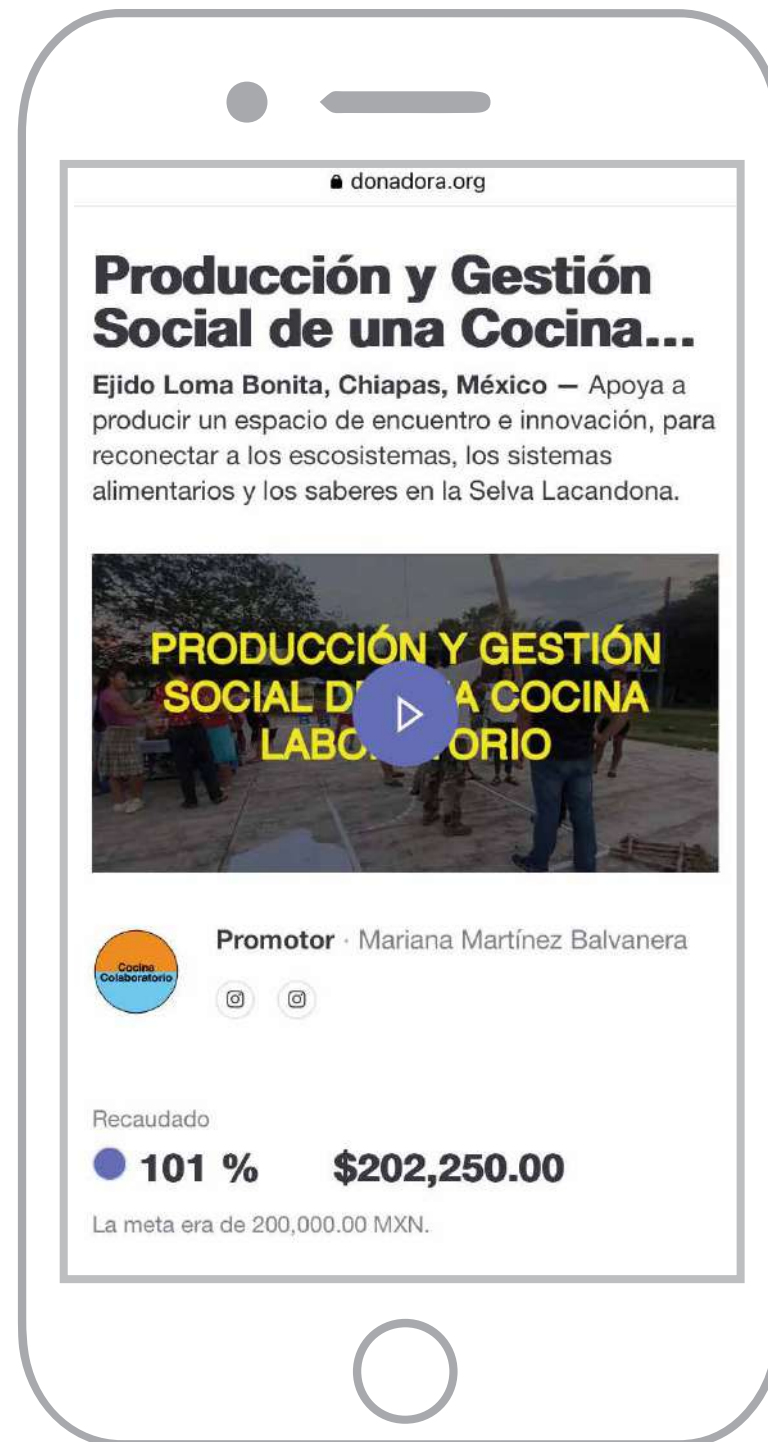 donadora.org
Producción y Gestión
Social de una Cocina...
Ejido Loma Bonita, Chiapas, México — Apoya a
producir un espacio de encuentro e innovación, para
reconectar a los escosistemas, los sistemas
alimentarios y los saberes en la Selva Lacandona.
PRODUCCIÓN Y GESTIÓN
SOCIAL D A COCINA
LABO ORIO
Cocina
Colaboratorio
Promotor · Mariana Martínez Balvanera
Recaudado
101 % $202,250.00
La meta era de 200,000.00 MXN.